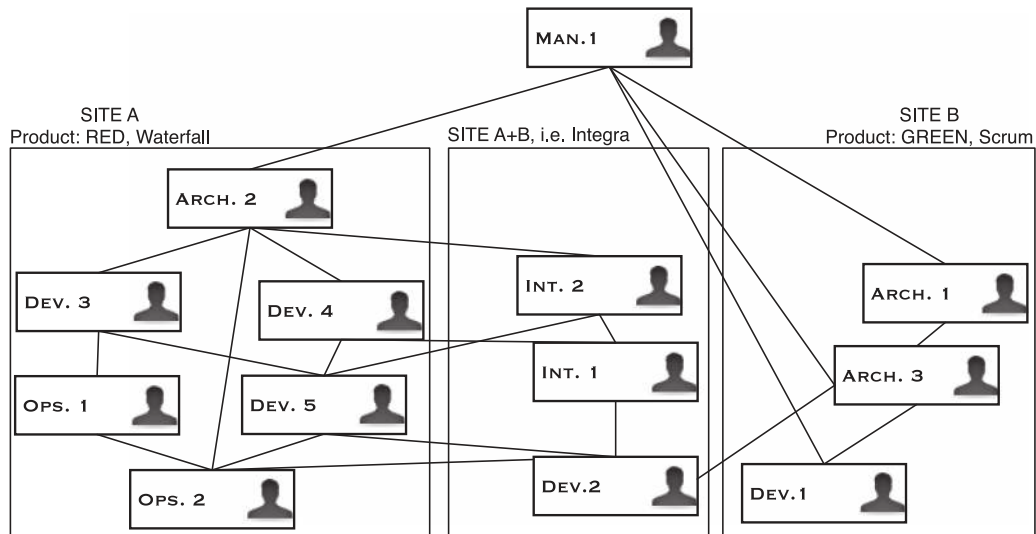 MAN.1
SITE A
Product: RED, Waterfall
SITE A+B, i.e. Integra
SITE B
Product: GREEN, Scrum
ARCH. 2
DEV. 3
DEV. 4
INT. 2
ARCH. 1
INT. 1
ARCH. 3
OPS. 1
DEV. 5
OPS. 2
DEV.2
DEV.1